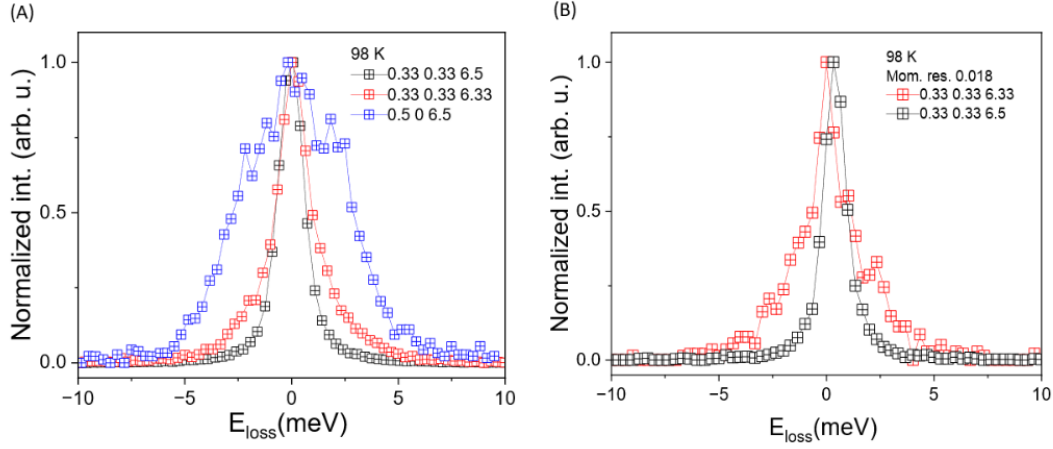 (A)
98 K
0.33 0.33 6.5
0.33 0.33 6.33
0.5 0 6.5
1.0
0.5
0.0
Normalized int. (arb. u.)
−10
−5
0
5
10
E_loss(meV)
(B)
98 K
Mom. res. 0.018
0.33 0.33 6.33
0.33 0.33 6.5
1.0
0.5
0.0
Normalized int. (arb. u.)
−10
−5
0
5
10
E_loss(meV)